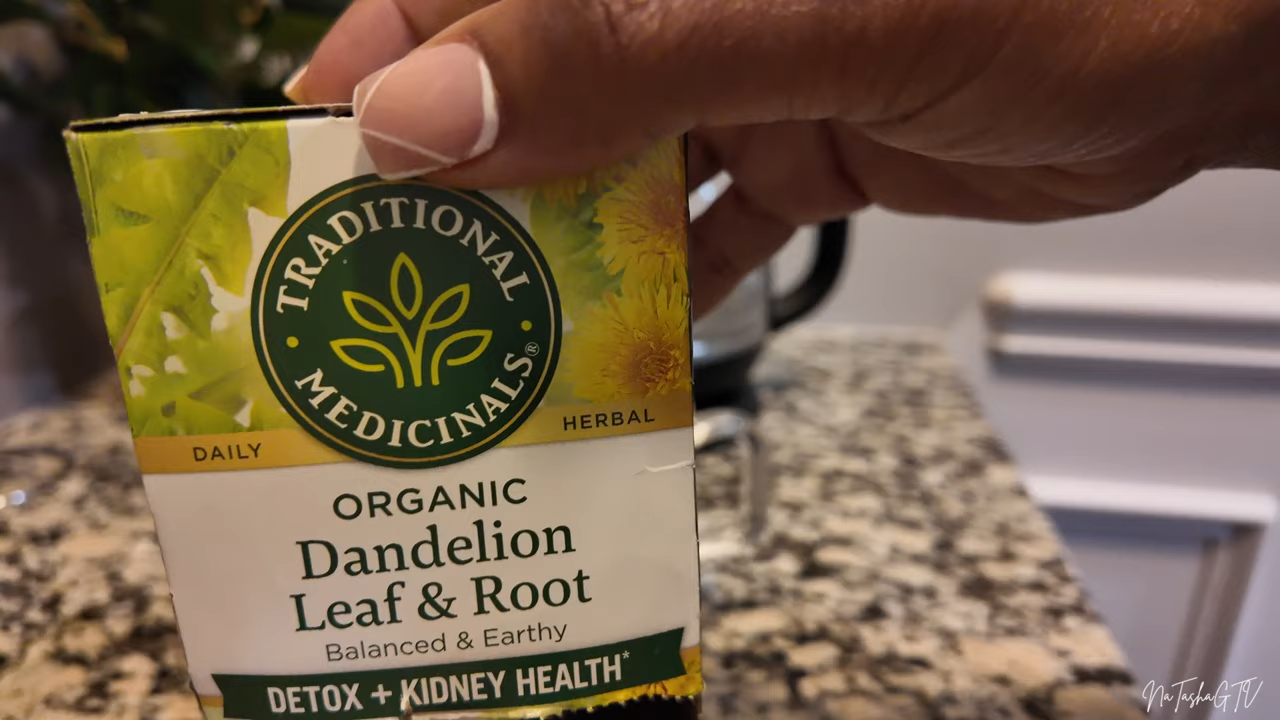 TRADITIONAL
MEDICINALS®
DAILY
HERBAL
ORGANIC
Dandelion
Leaf & Root
Balanced & Earthy
DETOX + KIDNEY HEALTH*
NaTashaGTV